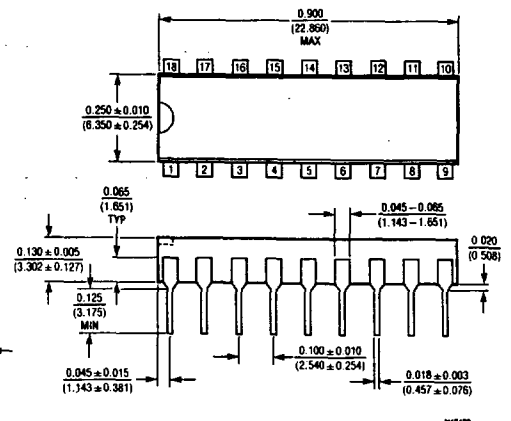 0.900
(22.860)
MAX
18 17 16 15 14 13 12 11 10
0.250 ± 0.010
(6.350 ± 0.254)
1 2 3 4 5 6 7 8 9
0.065
(1.651)
TYP
0.045 – 0.065
(1.143 – 1.651)
0.020
(0.508)
0.130 ± 0.005
(3.302 ± 0.127)
0.125
(3.175)
MIN
0.100 ± 0.010
(2.540 ± 0.254)
0.045 ± 0.015
(1.143 ± 0.381)
0.018 ± 0.003
(0.457 ± 0.076)